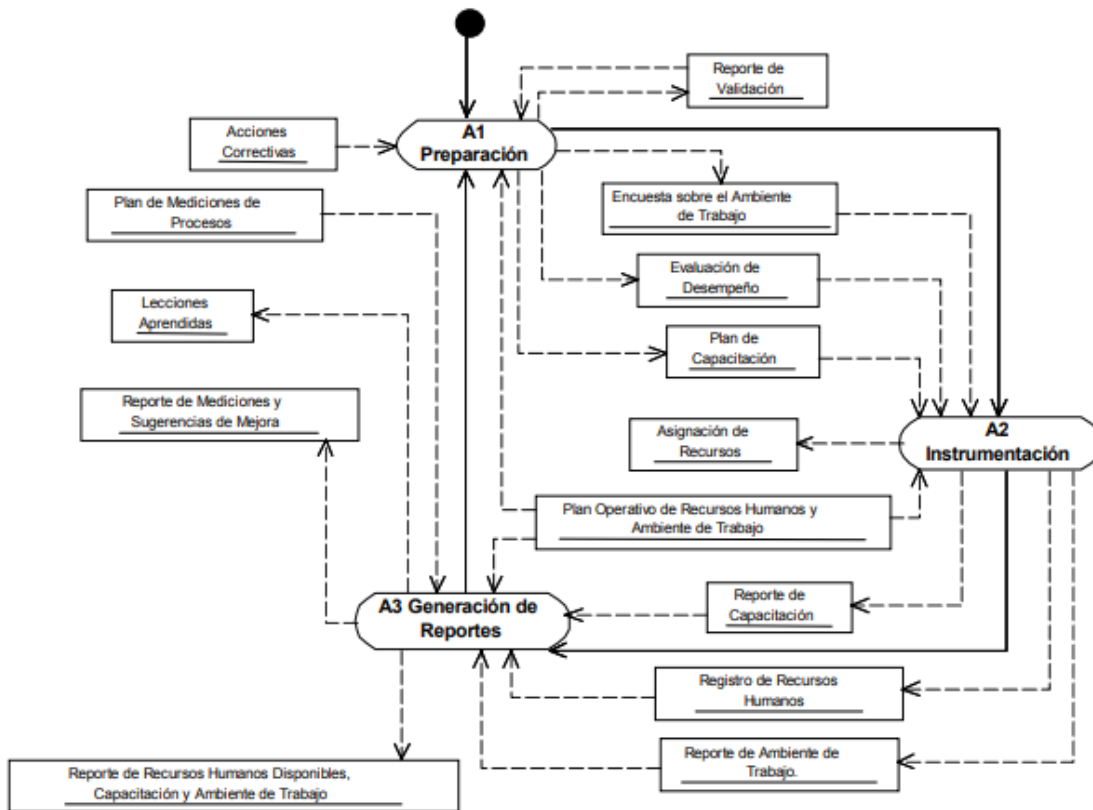 Reporte de
Validación
A1
Preparación
Acciones
Correctivas
Plan de Mediciones de
Procesos
Encuesta sobre el Ambiente
de Trabajo
Evaluación de
Desempeño
Lecciones
Aprendidas
Plan de
Capacitación
Reporte de Mediciones y
Sugerencias de Mejora
Asignación de
Recursos
A2
Instrumentación
Plan Operativo de Recursos Humanos y
Ambiente de Trabajo
A3 Generación de
Reportes
Reporte de
Capacitación
Registro de Recursos
Humanos
Reporte de Ambiente de
Trabajo.
Reporte de Recursos Humanos Disponibles,
Capacitación y Ambiente de Trabajo